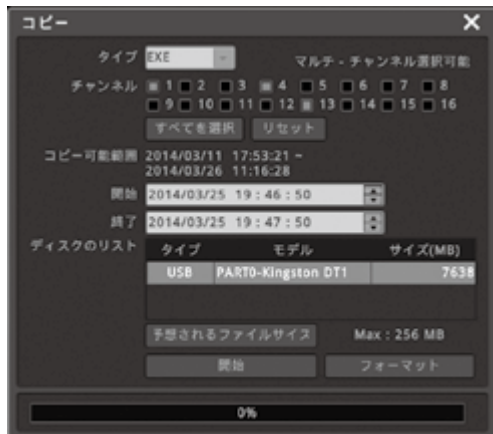 コピー
タイプ EXE マルチ - チャンネル選択可能
チャンネル 1 2 3 4 5 6 7 8
9 10 11 12 13 14 15 16
すべてを選択 リセット
コピー可能範囲 2014/03/11 17:53:21 ~
2014/03/26 11:16:28
開始 2014/03/25 19 : 46 : 50
終了 2014/03/25 19 : 47 : 50
ディスクのリスト タイプ モデル サイズ(MB)
USB PART0-Kingston DT1 7638
予想されるファイルサイズ Max : 256 MB
開始 フォーマット
0%